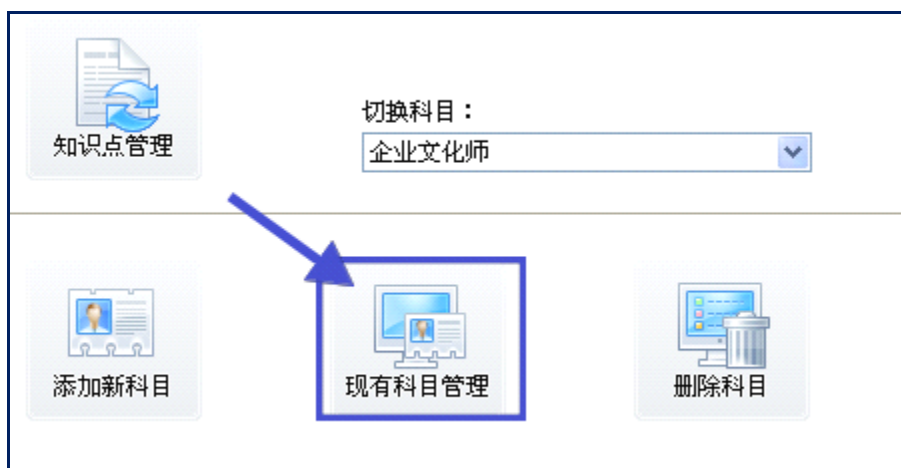 切换科目：
知识点管理
企业文化师
添加新科目
现有科目管理
删除科目